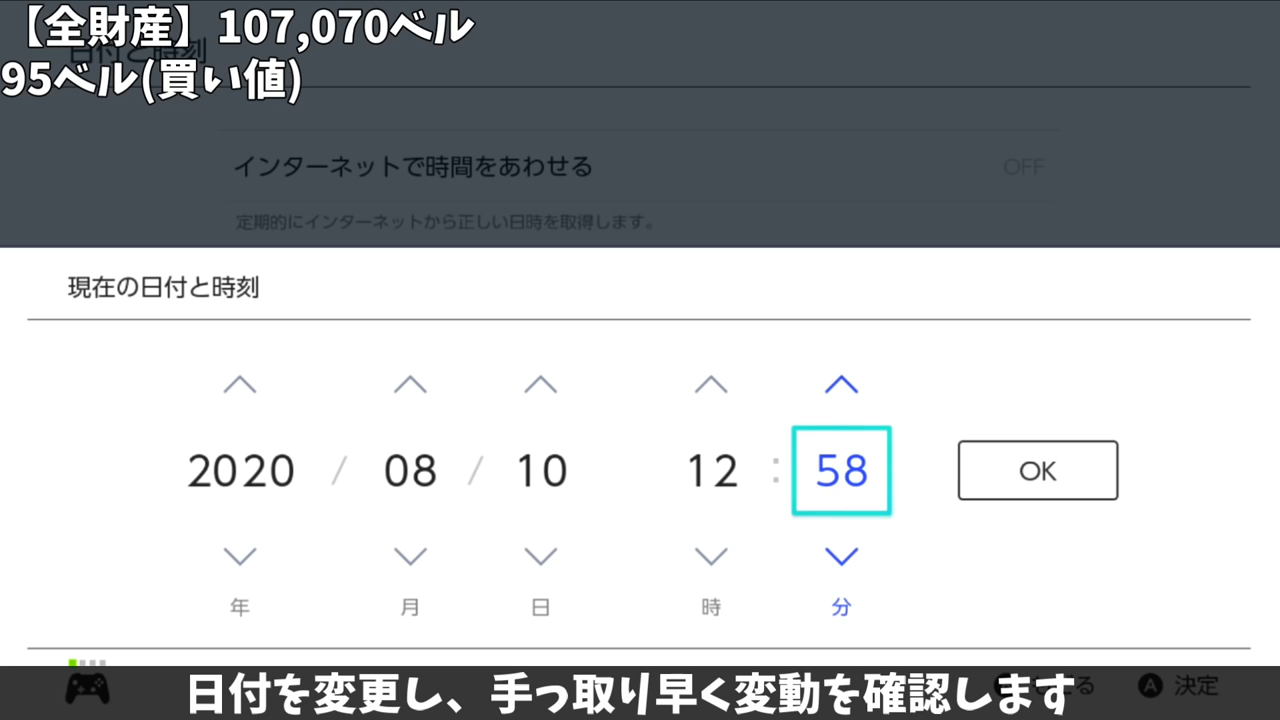 【全財産】107,070ベル
日付と時刻
95ベル(買い値)
インターネットで時間をあわせる OFF
定期的にインターネットから正しい日時を取得します。
現在の日付と時刻
2020 / 08 / 10 12 : 58 OK
年 月 日 時 分
A 決定
日付を変更し、手っ取り早く変動を確認します